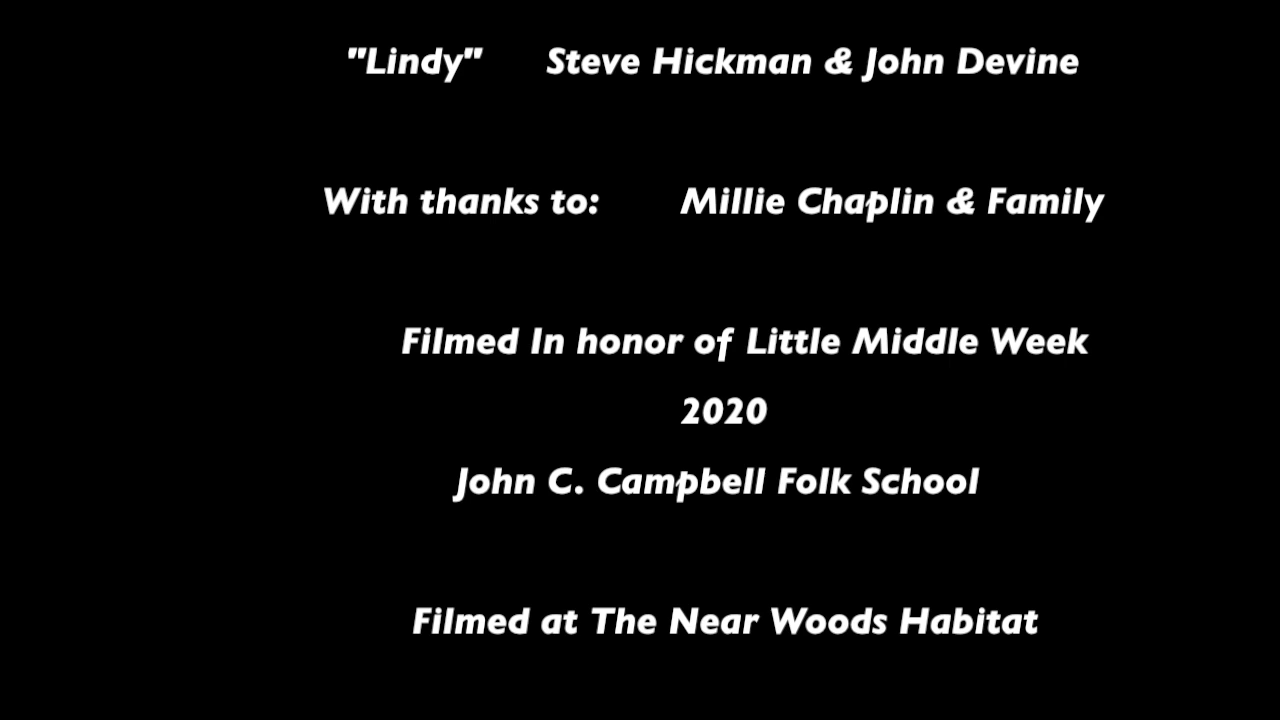 "Lindy" Steve Hickman & John Devine
With thanks to: Millie Chaplin & Family
Filmed In honor of Little Middle Week
2020
John C. Campbell Folk School
Filmed at The Near Woods Habitat